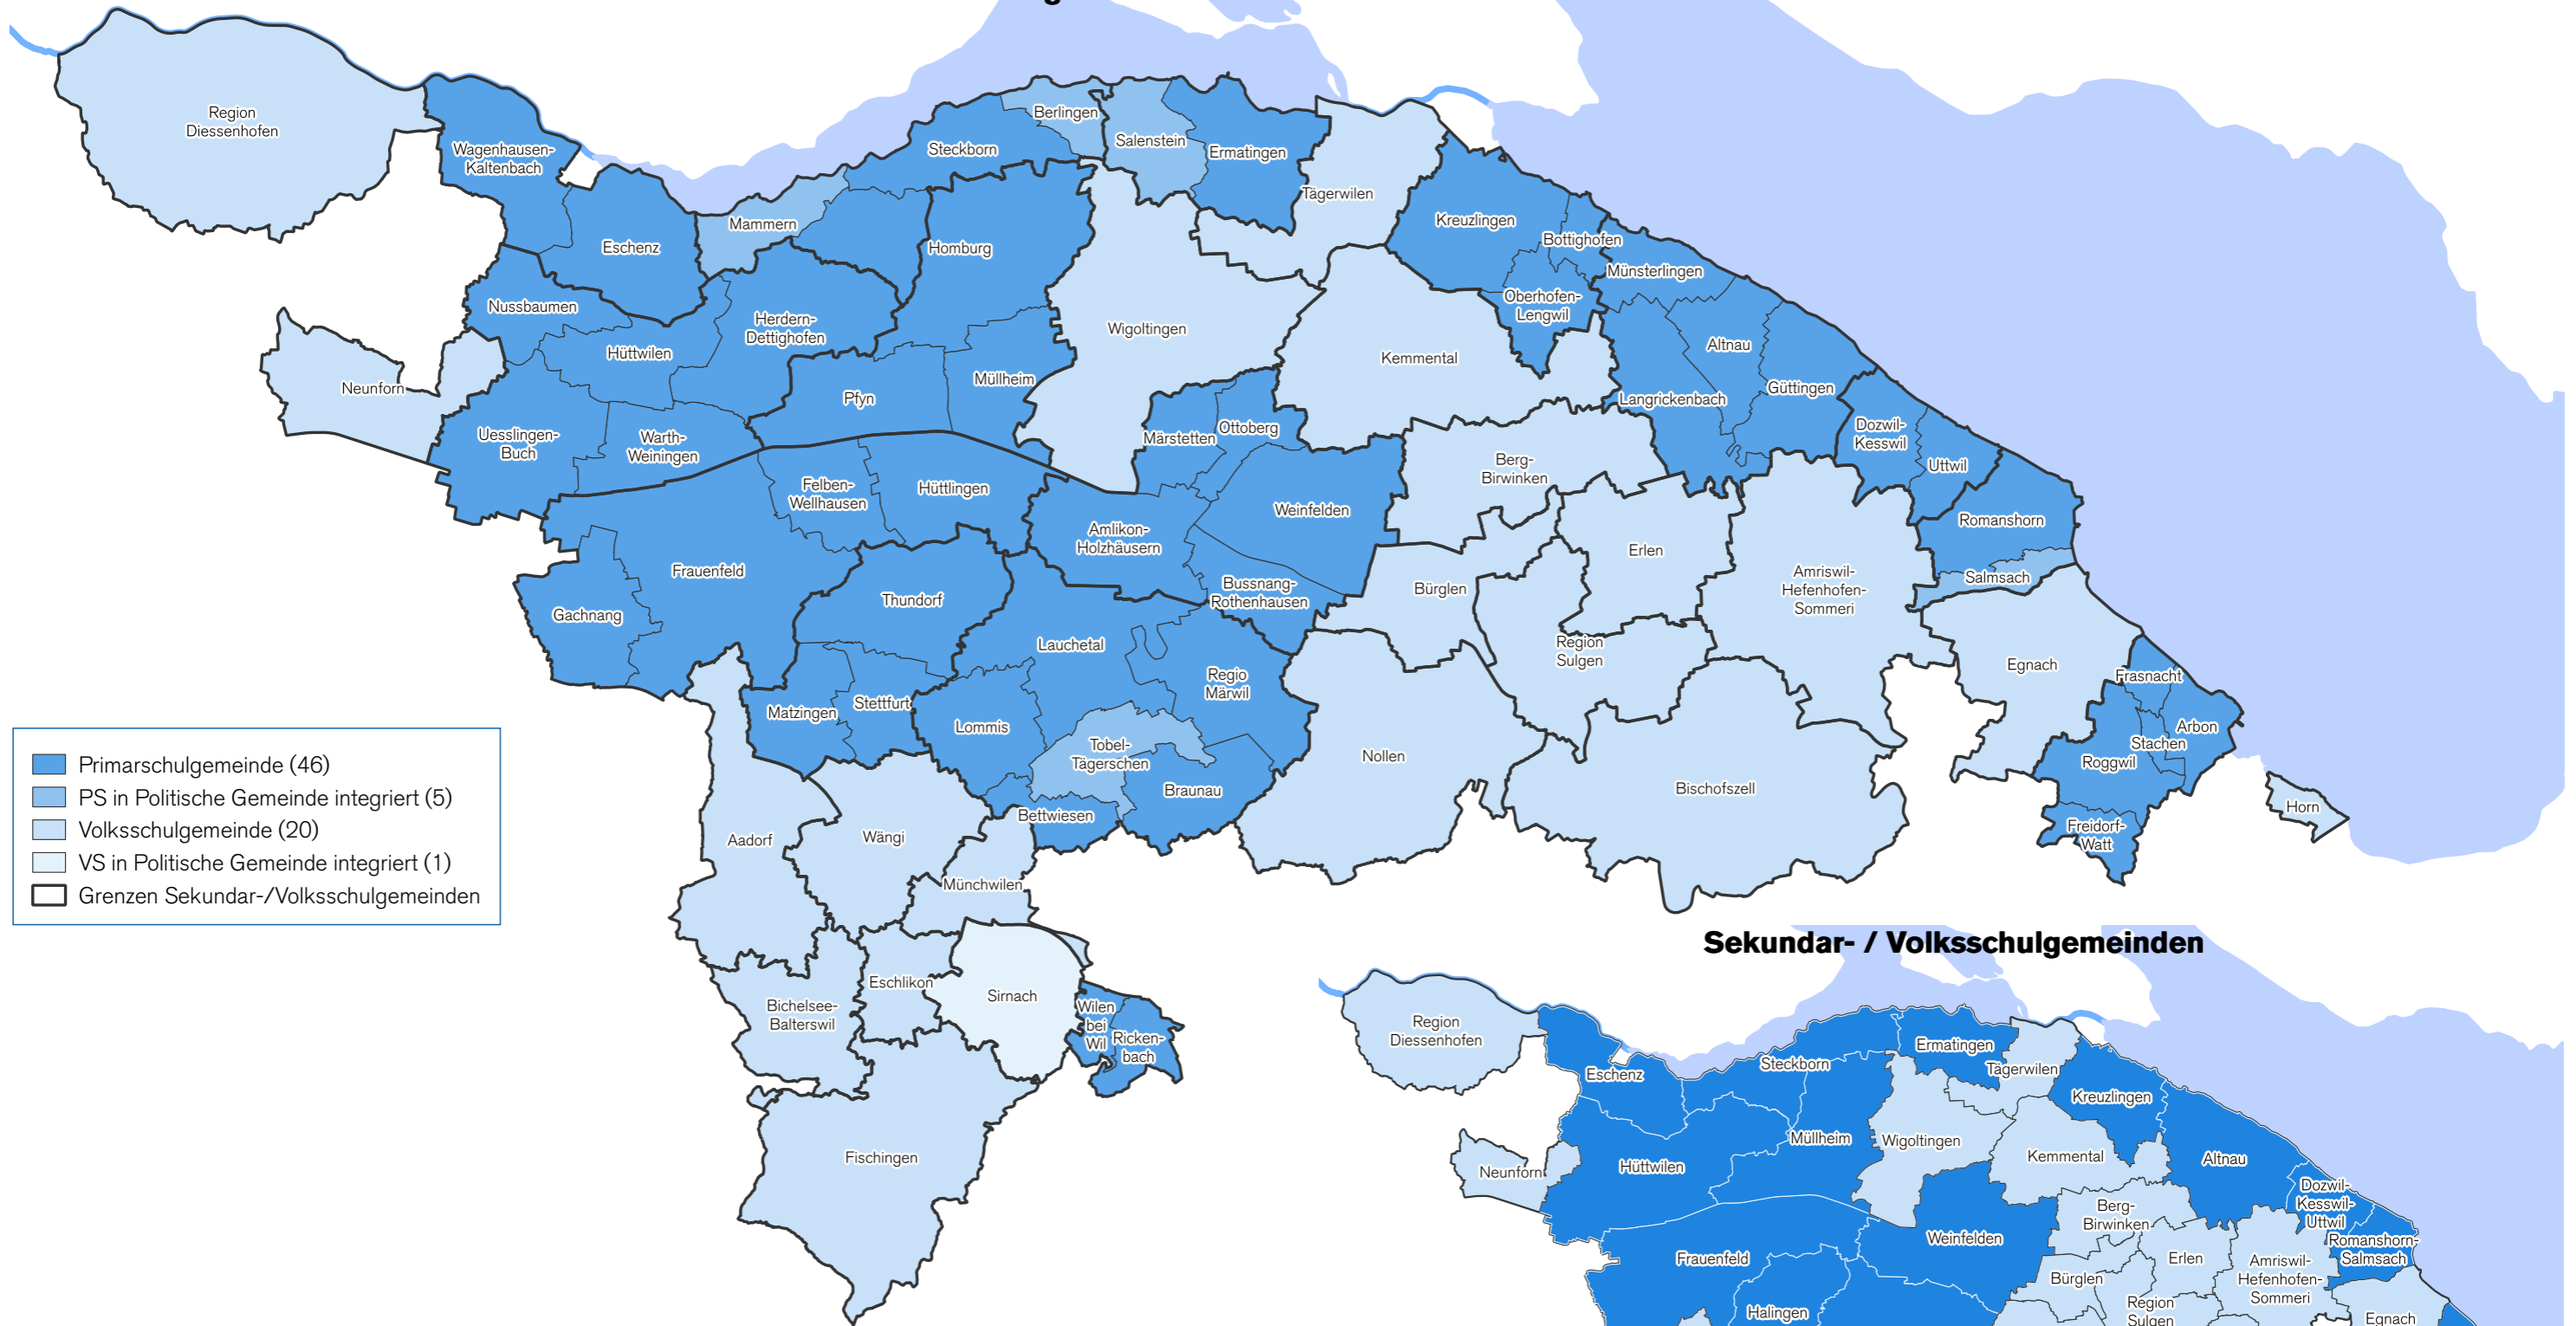 Region
Diessenhofen
Wagenhausen-
Kaltenbach
Eschenz
Mammern
Steckborn
Berlingen
Salenstein
Ermatingen
Tägerwilen
Homburg
Nussbaumen
Herdern-
Dettighofen
Hüttwilen
Neunforn
Uesslingen-
Buch
Warth-
Weiningen
Pfyn
Müllheim
Wigoltingen
Kreuzlingen
Bottighofen
Münsterlingen
Oberhofen-
Lengwil
Kemmental
Altnau
Güttingen
Langrickenbach
Dozwil-
Kesswil
Uttwil
Romanshorn
Salmsach
Märstetten
Ottoberg
Berg-
Birwinken
Felben-
Wellhausen
Hüttlingen
Weinfelden
Amlikon-
Holzhäusern
Erlen
Amriswil-
Hefenhofen-
Sommeri
Frauenfeld
Gachnang
Thundorf
Bussnang-
Rothenhausen
Bürglen
Lauchetal
Region
Sulgen
Egnach
Regio
Märwil
Frasnacht
Arbon
Stachen
Roggwil
Matzingen
Stettfurt
Lommis
Tobel-
Tägerschen
Nollen
Braunau
Bischofszell
Horn
Bettwiesen
Freidorf-
Watt
Aadorf
Wängi
Münchwilen
Eschlikon
Sirnach
Bichelsee-
Balterswil
Wilen
bei
Wil
Ricken-
bach
Fischingen
Primarschulgemeinde (46)
PS in Politische Gemeinde integriert (5)
Volksschulgemeinde (20)
VS in Politische Gemeinde integriert (1)
Grenzen Sekundar-/Volksschulgemeinden
Sekundar- / Volksschulgemeinden
Region
Diessenhofen
Eschenz
Steckborn
Ermatingen
Tägerwilen
Kreuzlingen
Neunforn
Hüttwilen
Müllheim
Wigoltingen
Kemmental
Altnau
Dozwil-
Kesswil-
Uttwil
Berg-
Birwinken
Romanshorn-
Salmsach
Weinfelden
Frauenfeld
Erlen
Amriswil-
Hefenhofen-
Sommeri
Bürglen
Halingen
Region
Sulgen
Egnach